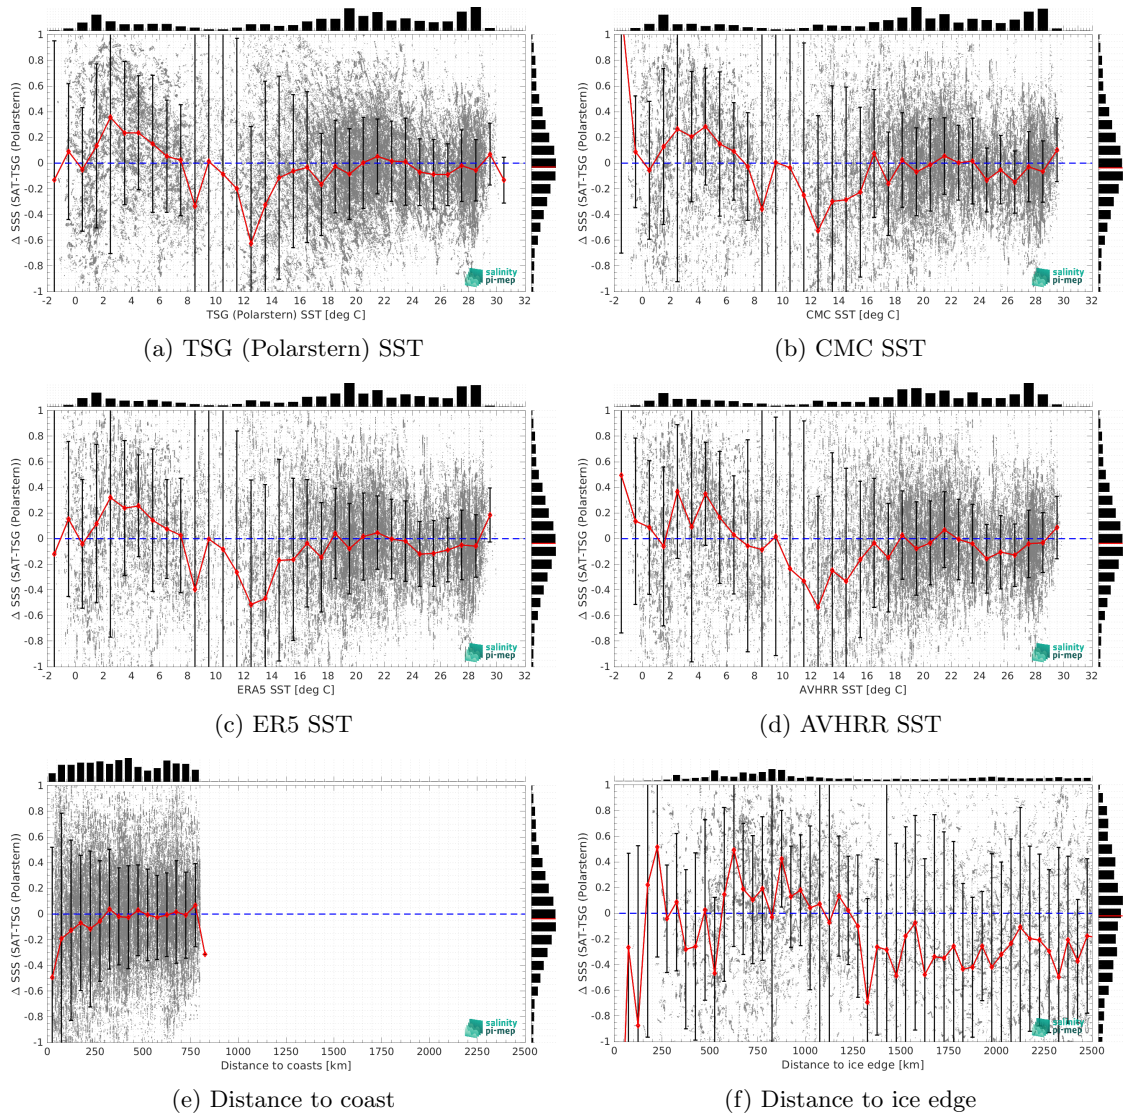 1
0.8
0.6
0.4
0.2
0
-0.2
-0.4
-0.6
-0.8
-1
Δ SSS (SAT-TSG (Polarstern))
salinity
pi-mep
-2 0 2 4 6 8 10 12 14 16 18 20 22 24 26 28 30 32
TSG (Polarstern) SST [deg C]
(a) TSG (Polarstern) SST
1
0.8
0.6
0.4
0.2
0
-0.2
-0.4
-0.6
-0.8
-1
Δ SSS (SAT-TSG (Polarstern))
salinity
pi-mep
-2 0 2 4 6 8 10 12 14 16 18 20 22 24 26 28 30 32
CMC SST [deg C]
(b) CMC SST
1
0.8
0.6
0.4
0.2
0
-0.2
-0.4
-0.6
-0.8
-1
Δ SSS (SAT-TSG (Polarstern))
salinity
pi-mep
-2 0 2 4 6 8 10 12 14 16 18 20 22 24 26 28 30 32
ERA5 SST [deg C]
(c) ER5 SST
1
0.8
0.6
0.4
0.2
0
-0.2
-0.4
-0.6
-0.8
-1
Δ SSS (SAT-TSG (Polarstern))
salinity
pi-mep
-2 0 2 4 6 8 10 12 14 16 18 20 22 24 26 28 30 32
AVHRR SST [deg C]
(d) AVHRR SST
1
0.8
0.6
0.4
0.2
0
-0.2
-0.4
-0.6
-0.8
-1
Δ SSS (SAT-TSG (Polarstern))
salinity
pi-mep
0 250 500 750 1000 1250 1500 1750 2000 2250 2500
Distance to coasts [km]
(e) Distance to coast
1
0.8
0.6
0.4
0.2
0
-0.2
-0.4
-0.6
-0.8
-1
Δ SSS (SAT-TSG (Polarstern))
salinity
pi-mep
0 250 500 750 1000 1250 1500 1750 2000 2250 2500
Distance to ice edge [km]
(f) Distance to ice edge